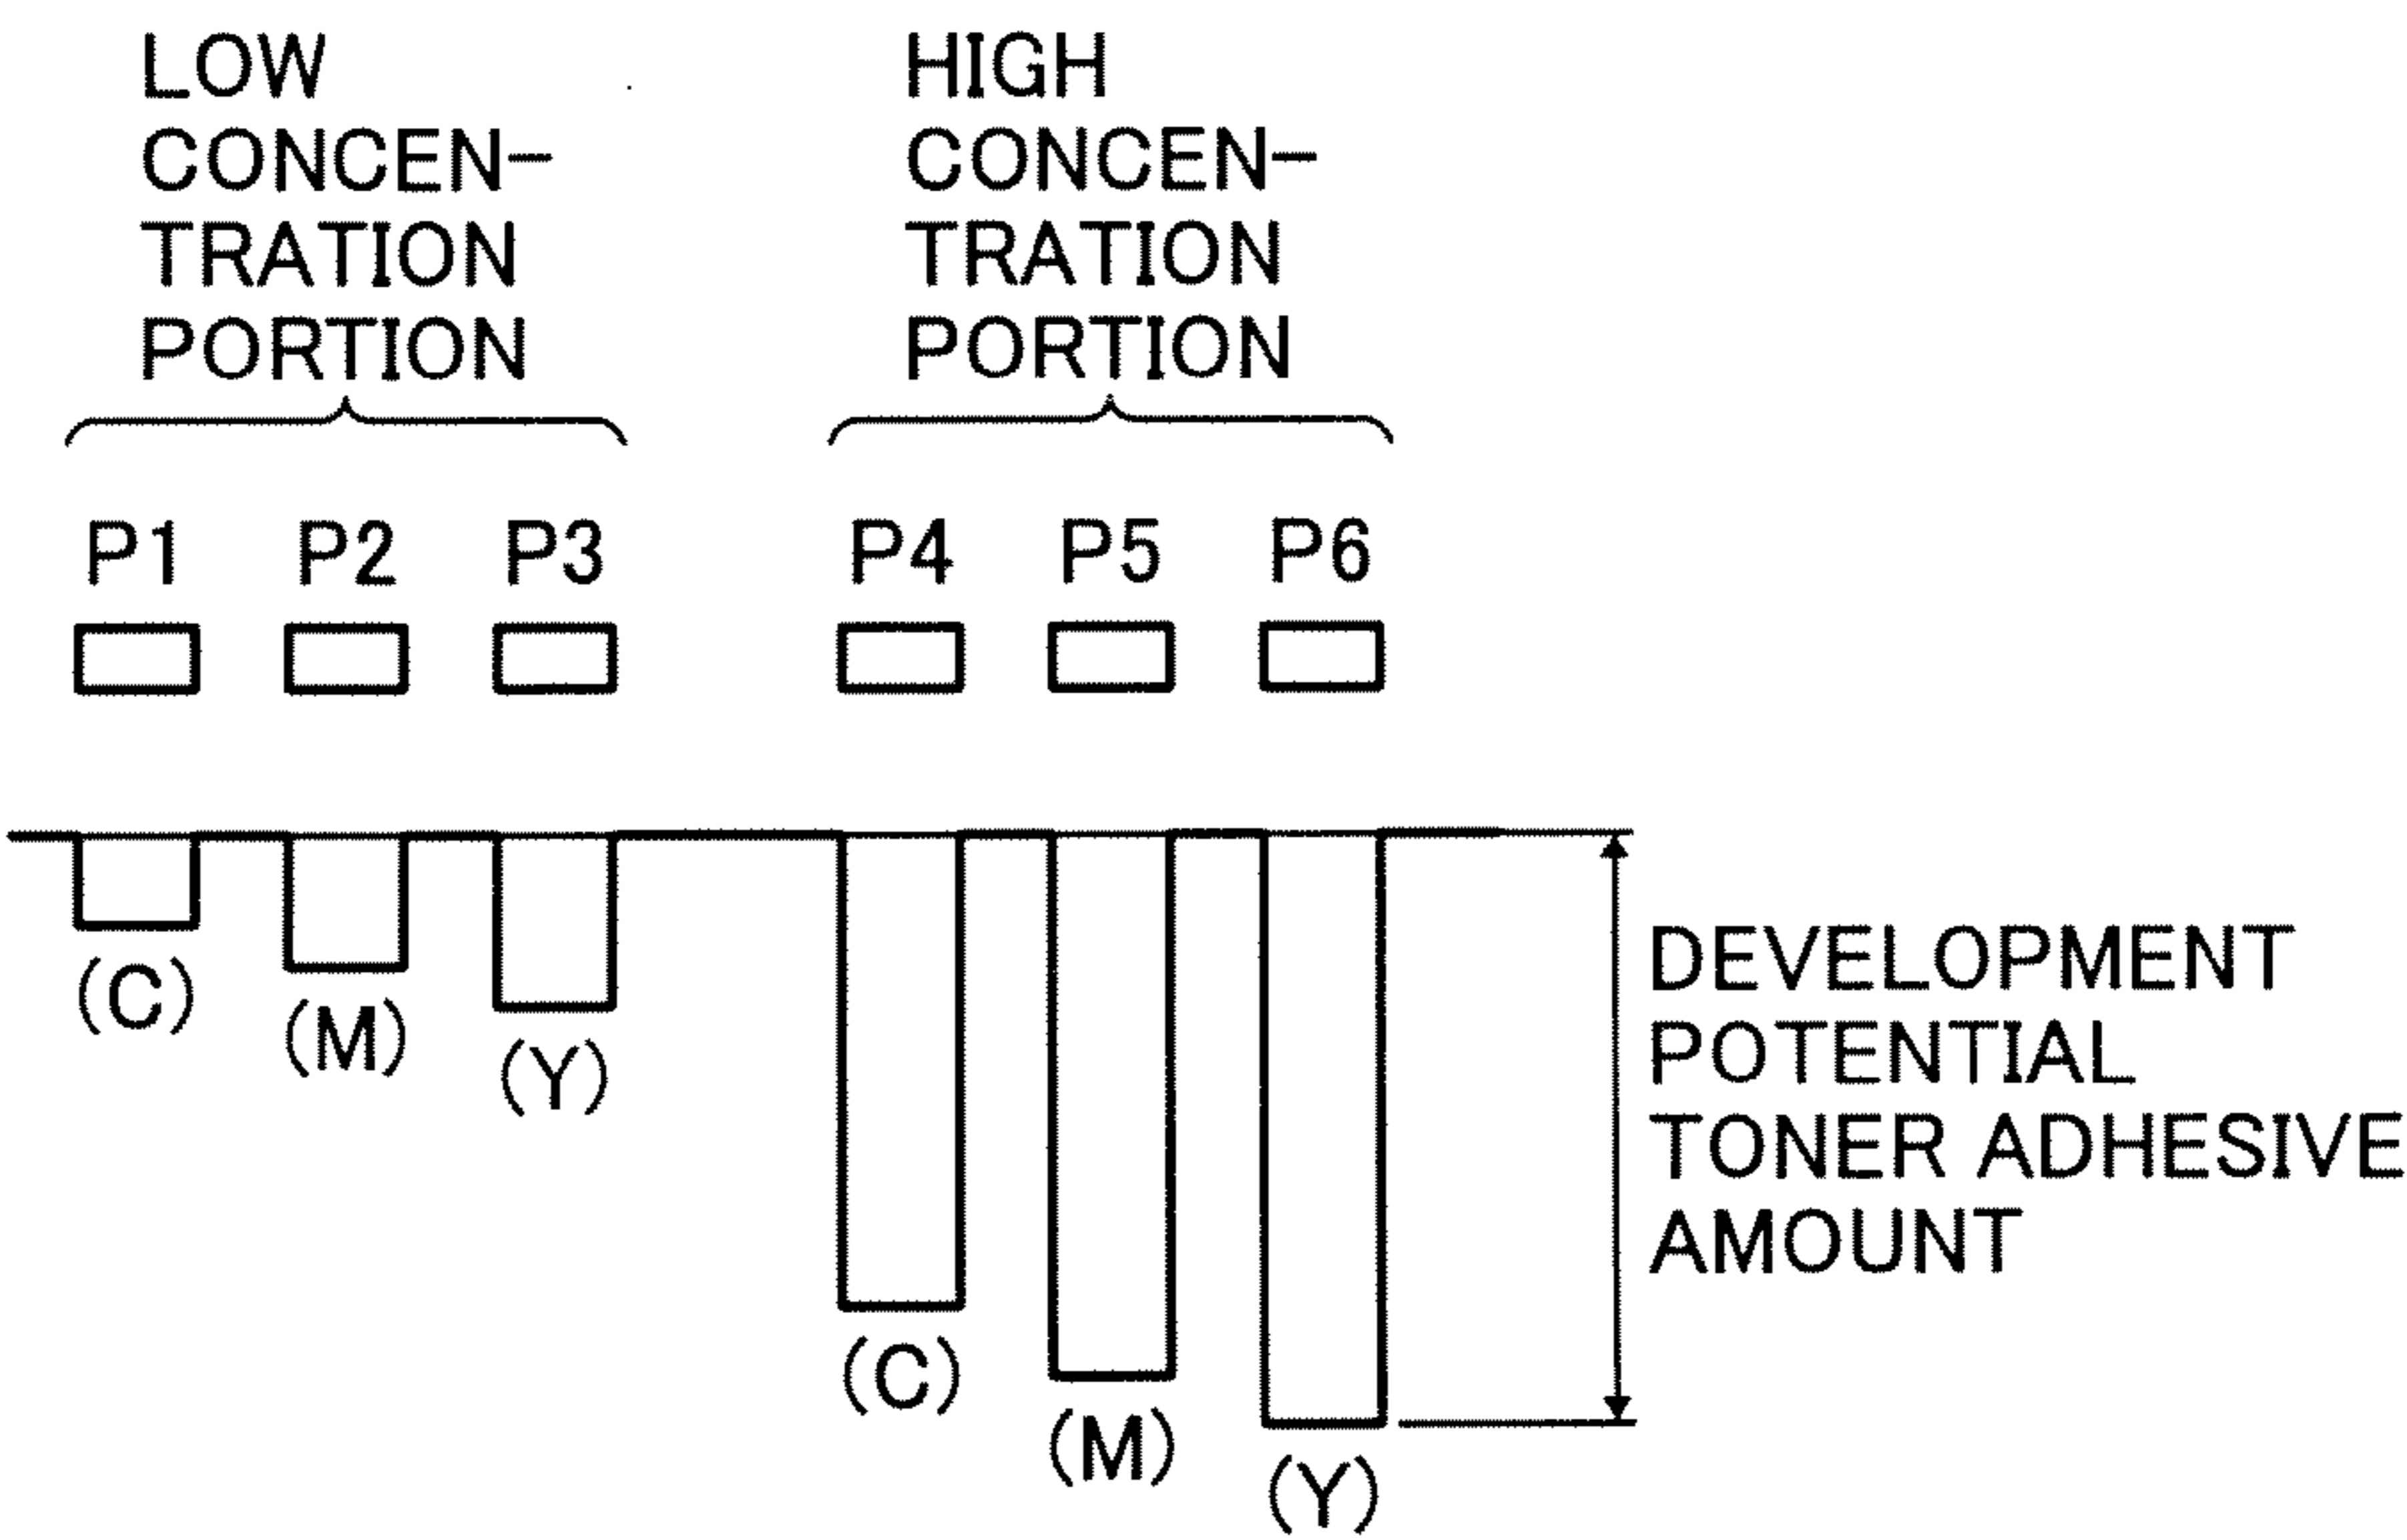 LOW
CONCEN-
TRATION
PORTION
HIGH
CONCEN-
TRATION
PORTION
P1 P2 P3 P4 P5 P6
(C) (M) (Y) (C) (M) (Y)
DEVELOPMENT
POTENTIAL
TONER ADHESIVE
AMOUNT